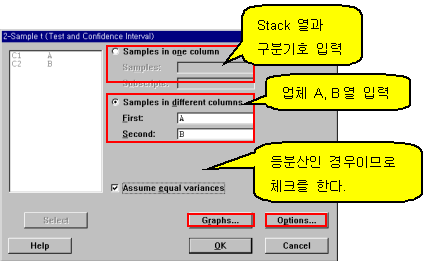 2-Sample t (Test and Confidence Interval)
C1 A
C2 B
Samples in one column
Samples:
Subscripts:
Samples in different columns
First: A
Second: B
Assume equal variances
Select
Graphs...
Options...
Help
OK
Cancel
Stack 열과
구분기호 입력
업체 A, B 열 입력
등분산인 경우이므로
체크를 한다.